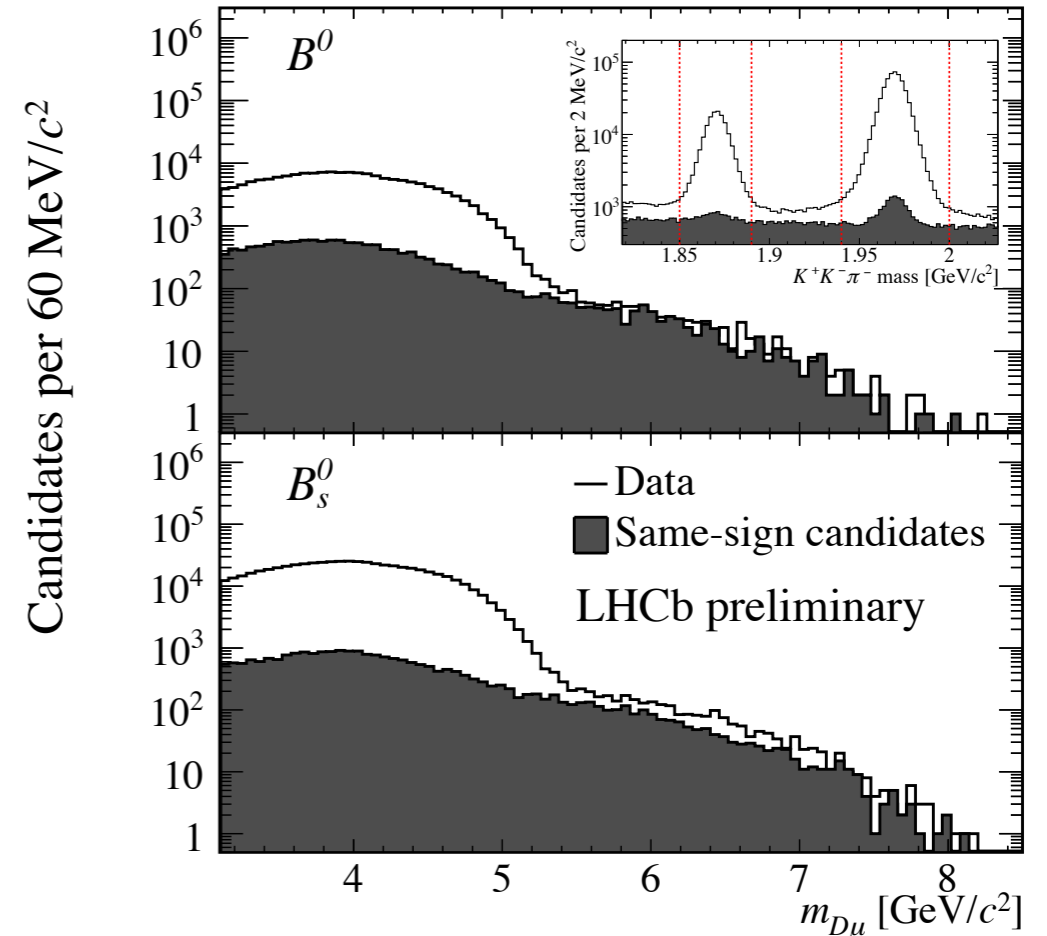 Candidates per 60 MeV/c²
B⁰
10⁶
10⁵
10⁴
10³
10²
10
1
Candidates per 2 MeV/c²
10⁵
10⁴
10³
1.85 1.9 1.95 2
K⁺K⁻π⁻ mass [GeV/c²]
B⁰ₛ
10⁶
10⁵
10⁴
10³
10²
10
1
Data
Same-sign candidates
LHCb preliminary
4 5 6 7 8
m_Dμ [GeV/c²]